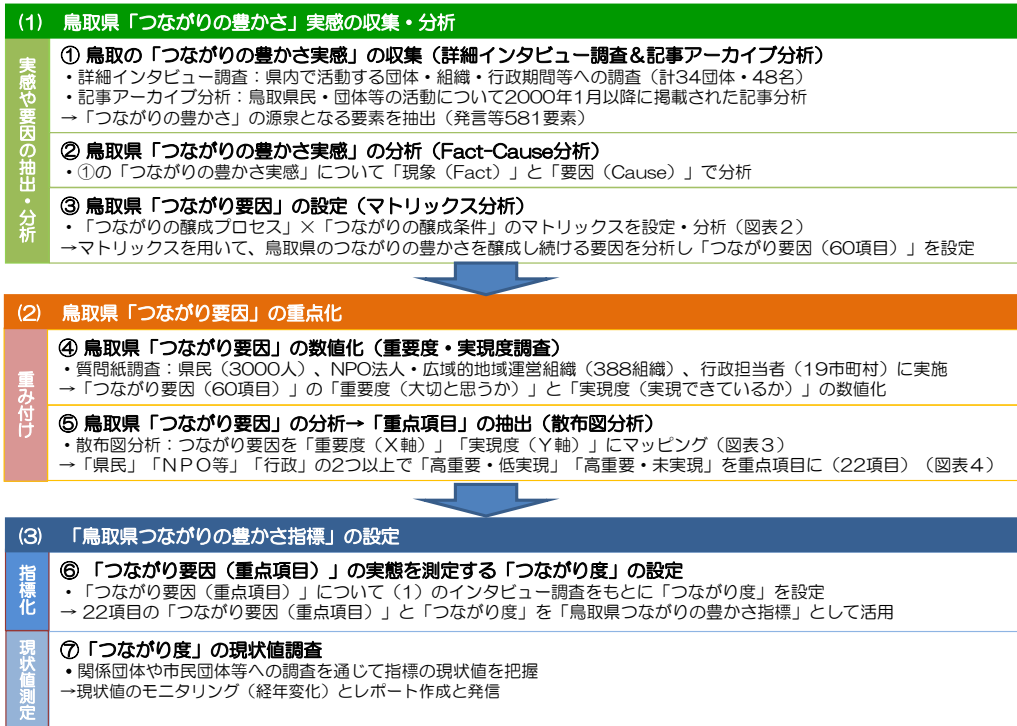 (1) 鳥取県「つながりの豊かさ」実感の収集・分析
実感や要因の抽出・分析
① 鳥取の「つながりの豊かさ実感」の収集（詳細インタビュー調査＆記事アーカイブ分析）
・詳細インタビュー調査：県内で活動する団体・組織・行政期間等への調査（計34団体・48名）
・記事アーカイブ分析：鳥取県民・団体等の活動について2000年1月以降に掲載された記事分析
→「つながりの豊かさ」の源泉となる要素を抽出（発言等581要素）
② 鳥取県「つながりの豊かさ実感」の分析（Fact-Cause分析）
・①の「つながりの豊かさ実感」について「現象（Fact）」と「要因（Cause）」で分析
③ 鳥取県「つながり要因」の設定（マトリックス分析）
・「つながりの醸成プロセス」×「つながりの醸成条件」のマトリックスを設定・分析（図表２）
→マトリックスを用いて、鳥取県のつながりの豊かさを醸成し続ける要因を分析し「つながり要因（60項目）」を設定
(2) 鳥取県「つながり要因」の重点化
重み付け
④ 鳥取県「つながり要因」の数値化（重要度・実現度調査）
・質問紙調査：県民（3000人）、NPO法人・広域的地域運営組織（388組織）、行政担当者（19市町村）に実施
→「つながり要因（60項目）」の「重要度（大切と思うか）」と「実現度（実現できているか）」の数値化
⑤ 鳥取県「つながり要因」の分析→「重点項目」の抽出（散布図分析）
・散布図分析：つながり要因を「重要度（Ｘ軸）」「実現度（Ｙ軸）」にマッピング（図表３）
→「県民」「ＮＰＯ等」「行政」の2つ以上で「高重要・低実現」「高重要・未実現」を重点項目に（22項目）（図表４）
(3) 「鳥取県つながりの豊かさ指標」の設定
指標化
⑥ 「つながり要因（重点項目）」の実態を測定する「つながり度」の設定
・「つながり要因（重点項目）」について（1）のインタビュー調査をもとに「つながり度」を設定
→ 22項目の「つながり要因（重点項目）」と「つながり度」を「鳥取県つながりの豊かさ指標」として活用
現状値測定
⑦「つながり度」の現状値調査
・関係団体や市民団体等への調査を通じて指標の現状値を把握
→現状値のモニタリング（経年変化）とレポート作成と発信